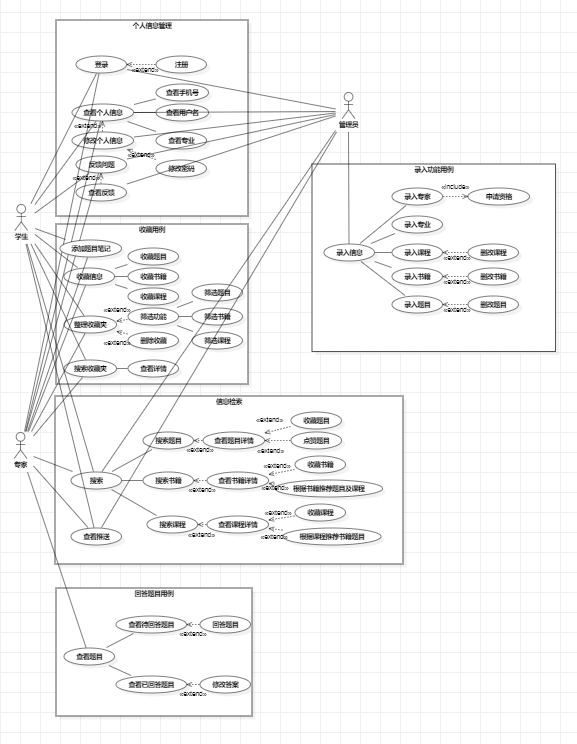 个人信息管理
登录
注册
«extend»
查看手机号
查看个人信息
查看用户名
«extend»
修改个人信息
查看专业
反馈问题
«extend»
修改密码
«extend»
查看反馈
管理员
学生
录入功能用例
录入专家
«include»
申请资格
录入专业
录入信息
录入课程
删改课程
«extend»
录入书籍
删改书籍
«extend»
录入题目
删改题目
«extend»
收藏用例
添加题目笔记
收藏题目
收藏信息
收藏书籍
收藏课程
筛选题目
«extend»
整理收藏夹
筛选功能
筛选书籍
«extend»
删除收藏
筛选课程
搜索收藏夹
查看详情
专家
信息检索
«extend»
收藏题目
搜索题目
查看题目详情
点赞题目
«extend»
«extend»
«extend»
收藏书籍
搜索
搜索书籍
查看书籍详情
«extend»
«extend»
根据书籍推荐题目及课程
«extend»
收藏课程
搜索课程
查看课程详情
«extend»
«extend»
根据课程推荐书籍题目
查看推送
回答题目用例
查看待回答题目
回答题目
«extend»
查看题目
查看已回答题目
修改答案
«extend»